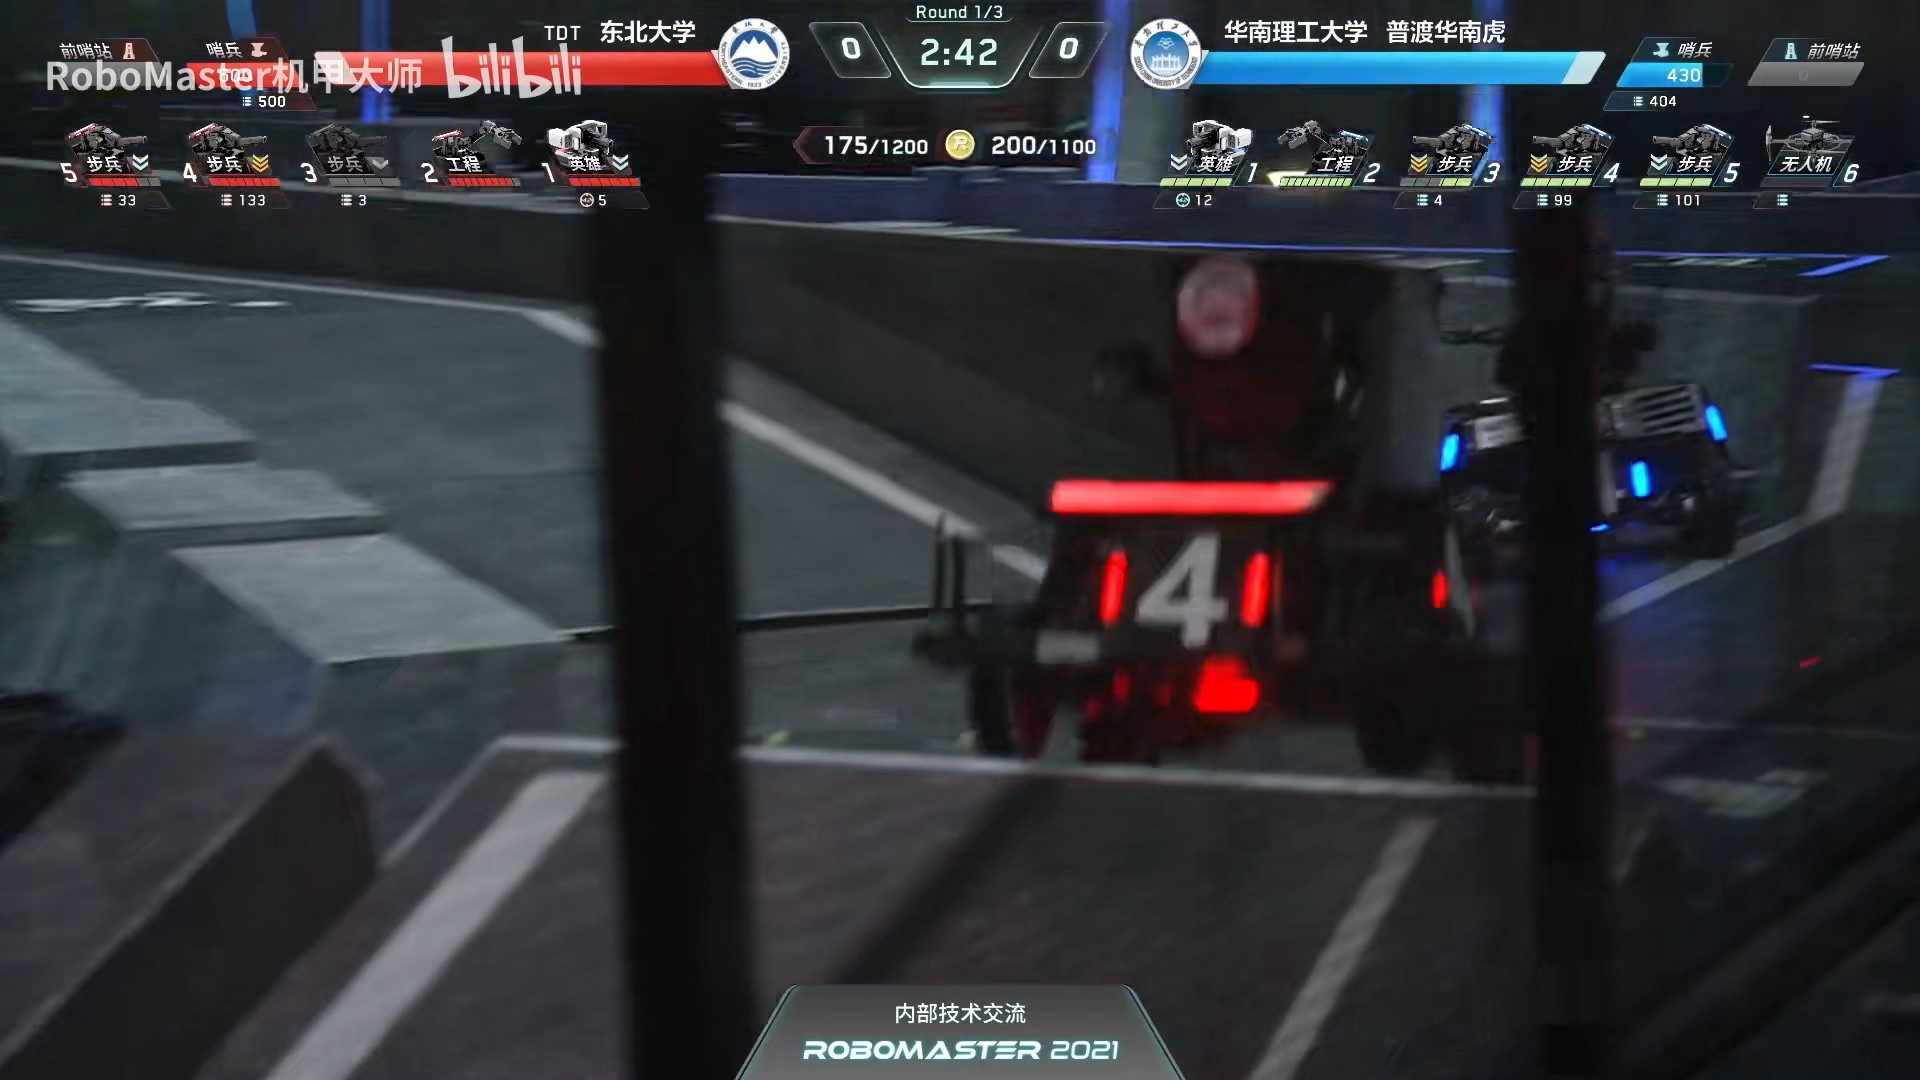 Round 1/3
TDT 东北大学
0
2:42
0
华南理工大学 普渡华南虎
前哨站
哨兵
哨兵
前哨站
RoboMaster机甲大师 bilibili
600
430
0
500
404
175/1200
200/1100
5 步兵
4 步兵
3 步兵
2 工程
1 英雄
英雄 1
工程 2
步兵 3
步兵 4
步兵 5
无人机 6
33
133
3
5
12
4
99
101
4
内部技术交流
ROBOMASTER 2021